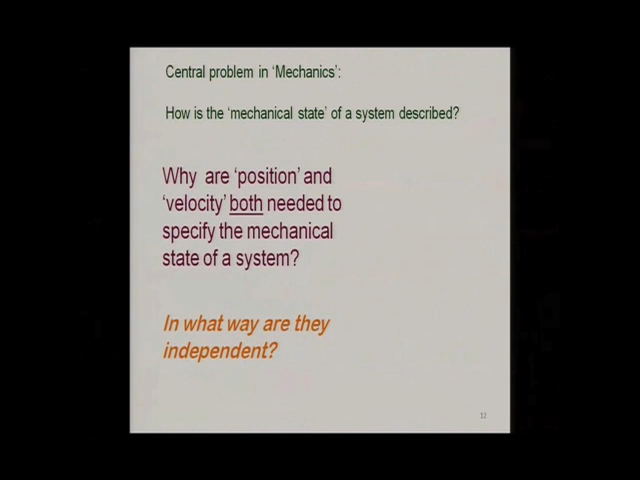 Central problem in ‘Mechanics’:
How is the ‘mechanical state’ of a system described?
Why are ‘position’ and
‘velocity’ both needed to
specify the mechanical
state of a system?
In what way are they
independent?
12